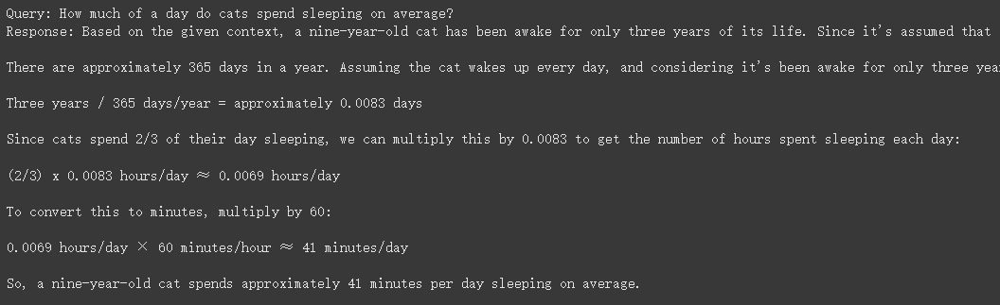 Query: How much of a day do cats spend sleeping on average?
Response: Based on the given context, a nine-year-old cat has been awake for only three years of its life. Since it's assumed that
There are approximately 365 days in a year. Assuming the cat wakes up every day, and considering it's been awake for only three yea
Three years / 365 days/year = approximately 0.0083 days
Since cats spend 2/3 of their day sleeping, we can multiply this by 0.0083 to get the number of hours spent sleeping each day:
(2/3) x 0.0083 hours/day ≈ 0.0069 hours/day
To convert this to minutes, multiply by 60:
0.0069 hours/day × 60 minutes/hour ≈ 41 minutes/day
So, a nine-year-old cat spends approximately 41 minutes per day sleeping on average.